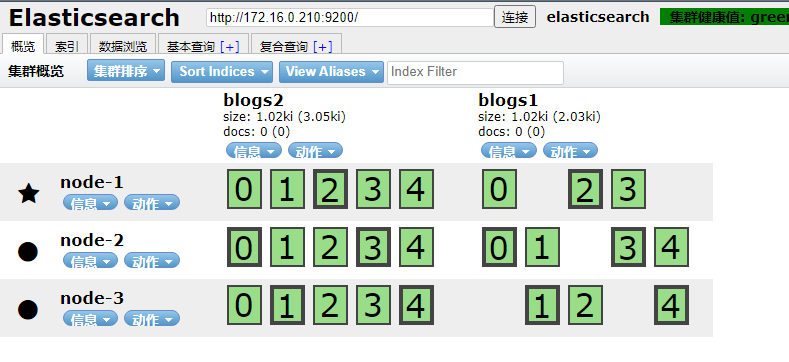 Elasticsearch http://172.16.0.210:9200/ 连接 elasticsearch 集群健康值: green
概览 索引 数据浏览 基本查询 [+] 复合查询 [+]
集群概览 集群排序 Sort Indices View Aliases Index Filter
blogs2 blogs1
size: 1.02ki (3.05ki) size: 1.02ki (2.03ki)
docs: 0 (0) docs: 0 (0)
信息 动作 信息 动作
node-1 0 1 2 3 4 0 2 3
信息 动作
node-2 0 1 2 3 4 0 1 3 4
信息 动作
node-3 0 1 2 3 4 1 2 4
信息 动作